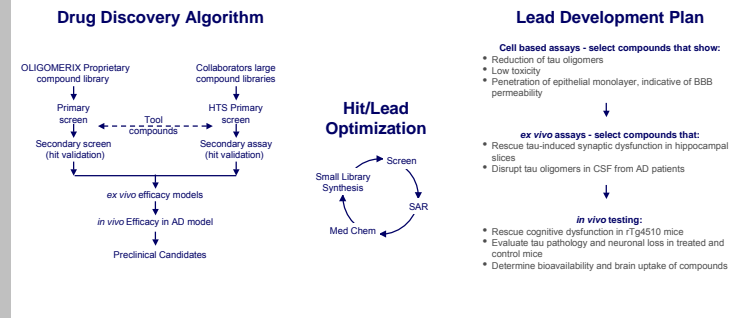 Drug Discovery Algorithm
OLIGOMERIX Proprietary
compound library
Collaborators large
compound libraries
Primary
screen
Tool
compounds
HTS Primary
screen
Secondary screen
(hit validation)
Secondary assay
(hit validation)
ex vivo efficacy models
in vivo Efficacy in AD model
Preclinical Candidates
Hit/Lead
Optimization
Screen
SAR
Med Chem
Small Library
Synthesis
Lead Development Plan
Cell based assays - select compounds that show:
• Reduction of tau oligomers
• Low toxicity
• Penetration of epithelial monolayer, indicative of BBB
permeability
ex vivo assays - select compounds that:
• Rescue tau-induced synaptic dysfunction in hippocampal
slices
• Disrupt tau oligomers in CSF from AD patients
in vivo testing:
• Rescue cognitive dysfunction in rTg4510 mice
• Evaluate tau pathology and neuronal loss in treated and
control mice
• Determine bioavailability and brain uptake of compounds